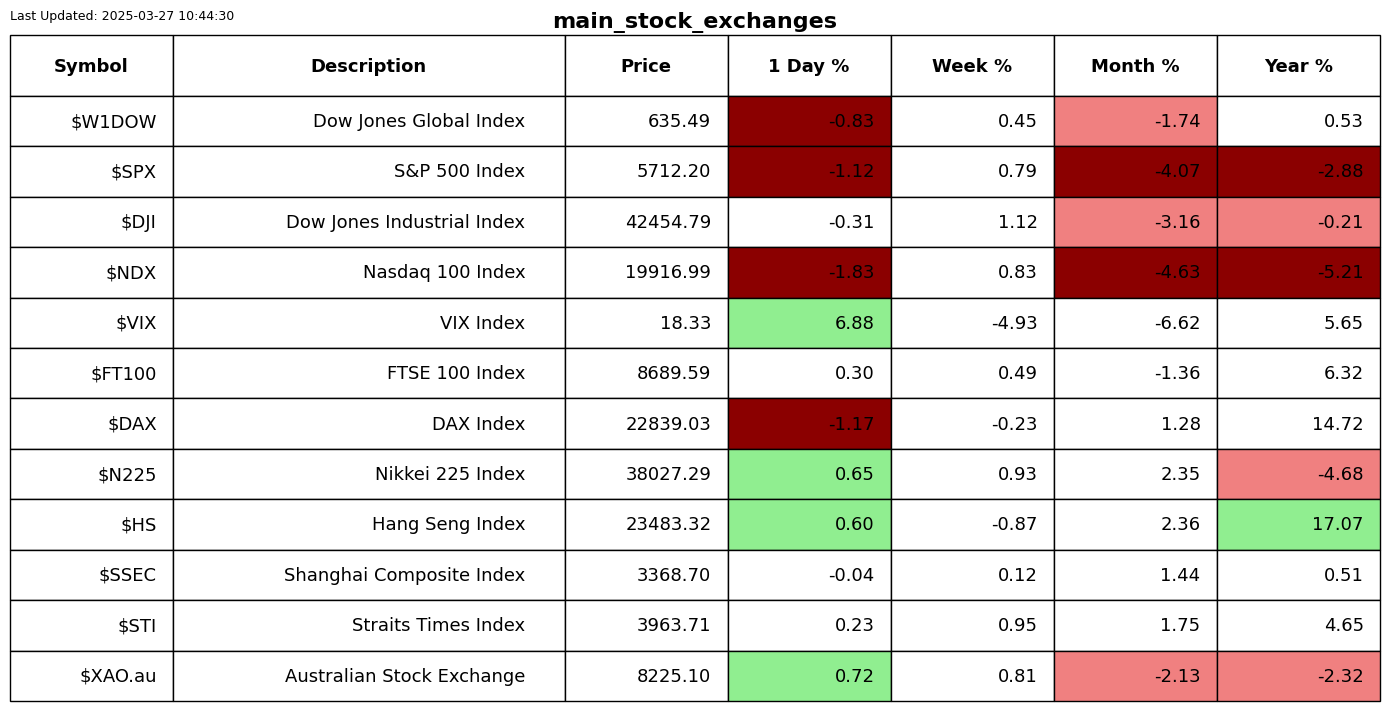 Last Updated: 2025-03-27 10:44:30
main_stock_exchanges
Symbol Description Price 1 Day % Week % Month % Year %
$W1DOW Dow Jones Global Index 635.49 -0.83 0.45 -1.74 0.53
$SPX S&P 500 Index 5712.20 -1.12 0.79 -4.07 -2.88
$DJI Dow Jones Industrial Index 42454.79 -0.31 1.12 -3.16 -0.21
$NDX Nasdaq 100 Index 19916.99 -1.83 0.83 -4.63 -5.21
$VIX VIX Index 18.33 6.88 -4.93 -6.62 5.65
$FT100 FTSE 100 Index 8689.59 0.30 0.49 -1.36 6.32
$DAX DAX Index 22839.03 -1.17 -0.23 1.28 14.72
$N225 Nikkei 225 Index 38027.29 0.65 0.93 2.35 -4.68
$HS Hang Seng Index 23483.32 0.60 -0.87 2.36 17.07
$SSEC Shanghai Composite Index 3368.70 -0.04 0.12 1.44 0.51
$STI Straits Times Index 3963.71 0.23 0.95 1.75 4.65
$XAO.au Australian Stock Exchange 8225.10 0.72 0.81 -2.13 -2.32